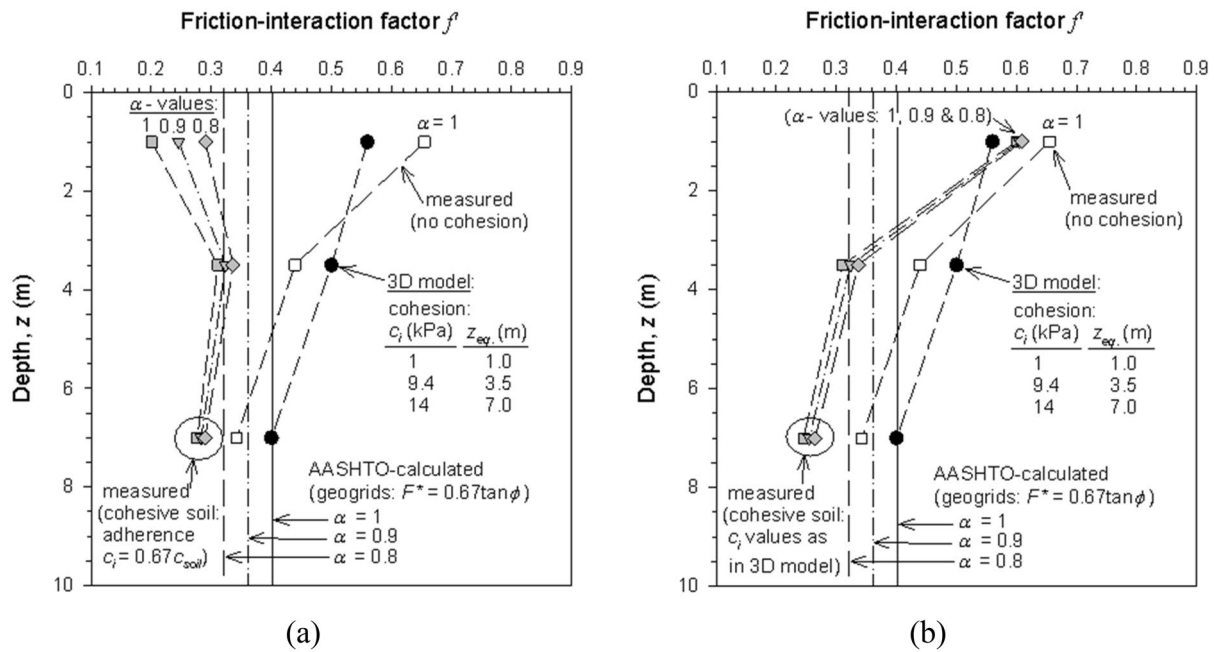 Friction-interaction factor f'
0.1 0.2 0.3 0.4 0.5 0.6 0.7 0.8 0.9
0
2
4
6
8
10
Depth, z (m)
α - values:
1 0.9 0.8
α = 1
measured
(no cohesion)
3D model:
cohesion:
c_i (kPa) z_eq. (m)
1 1.0
9.4 3.5
14 7.0
AASHTO-calculated
(geogrids: F* = 0.67tanϕ)
α = 1
α = 0.9
α = 0.8
measured
(cohesive soil:
adherence
c_i = 0.67c_soil)
(a)
Friction-interaction factor f'
0.1 0.2 0.3 0.4 0.5 0.6 0.7 0.8 0.9
0
2
4
6
8
10
Depth, z (m)
(α - values: 1, 0.9 & 0.8)
α = 1
measured
(no cohesion)
3D model:
cohesion:
c_i (kPa) z_eq. (m)
1 1.0
9.4 3.5
14 7.0
AASHTO-calculated
(geogrids: F* = 0.67tanϕ)
α = 1
α = 0.9
α = 0.8
measured
(cohesive soil:
c_i values as
in 3D model)
(b)